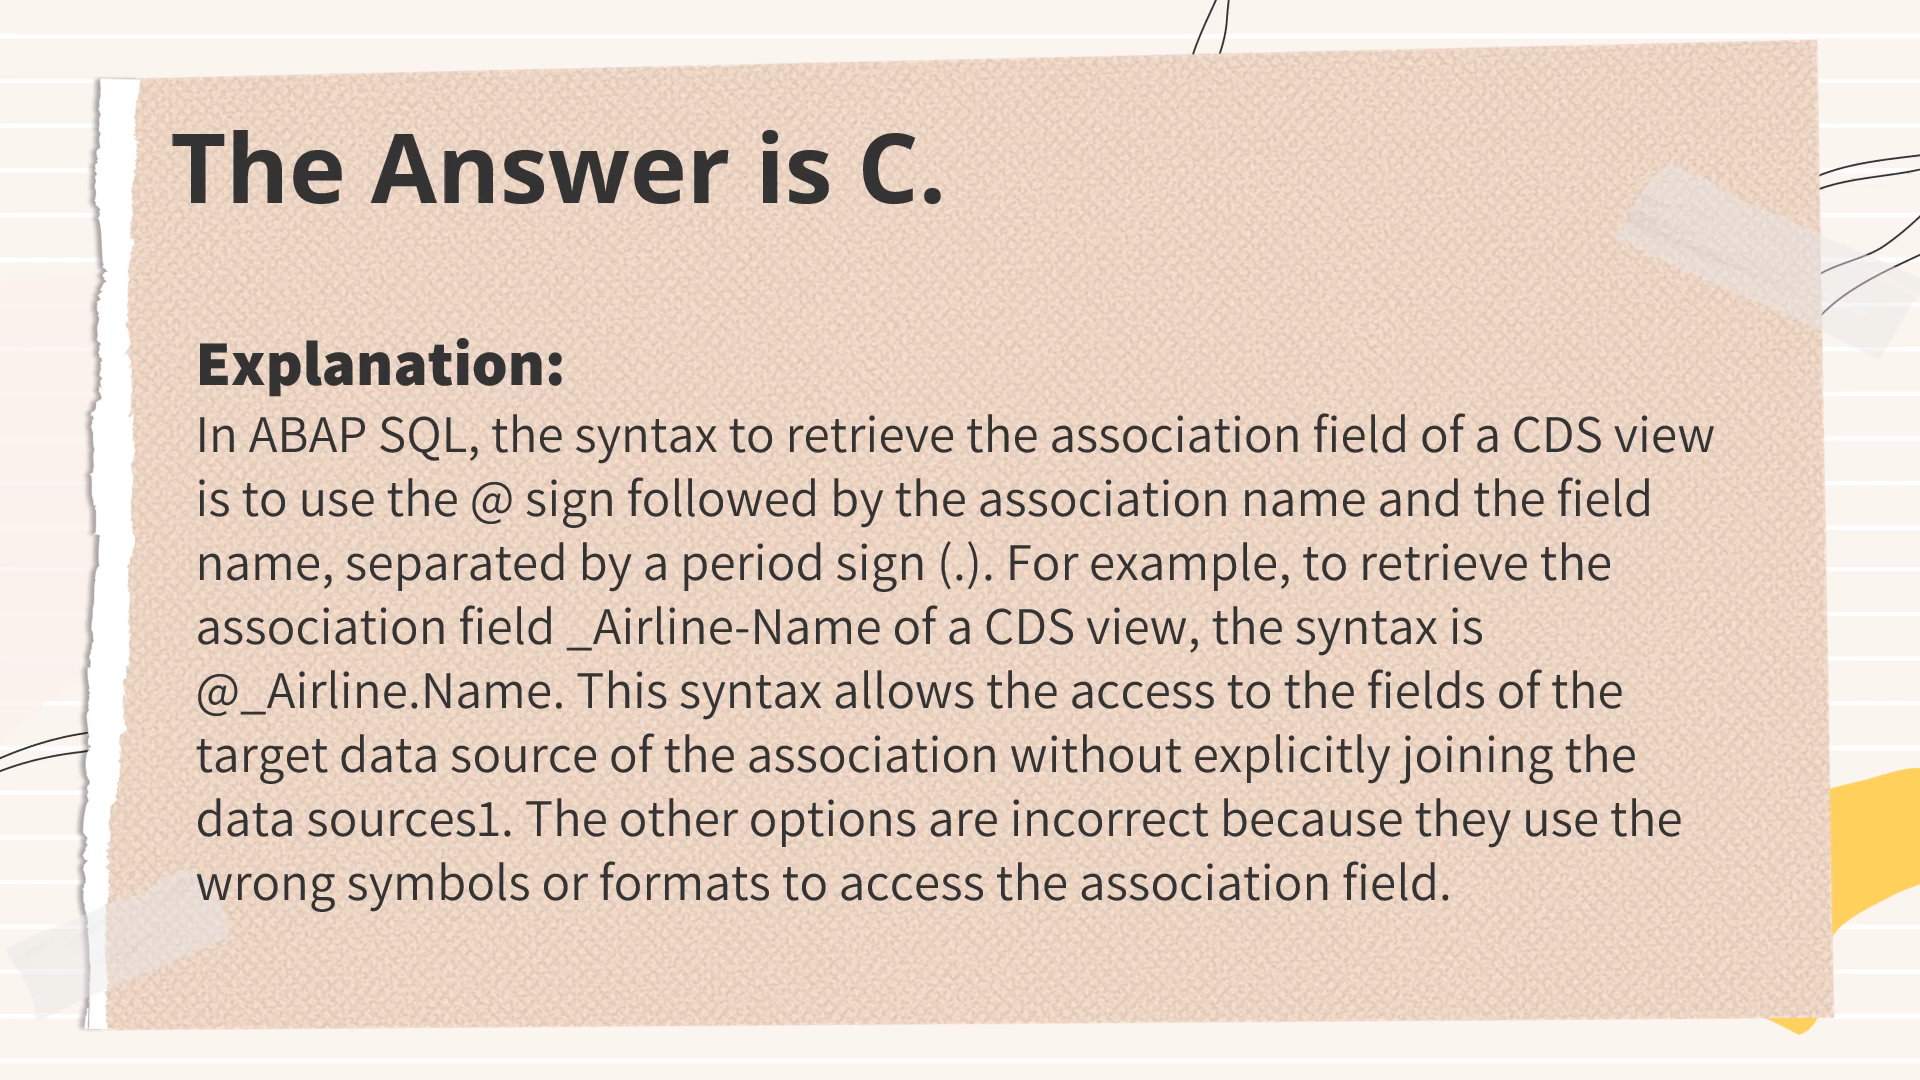 The Answer is C.
Explanation:
In ABAP SQL, the syntax to retrieve the association field of a CDS view
is to use the @ sign followed by the association name and the field
name, separated by a period sign (.). For example, to retrieve the
association field _Airline-Name of a CDS view, the syntax is
@_Airline.Name. This syntax allows the access to the fields of the
target data source of the association without explicitly joining the
data sources1. The other options are incorrect because they use the
wrong symbols or formats to access the association field.